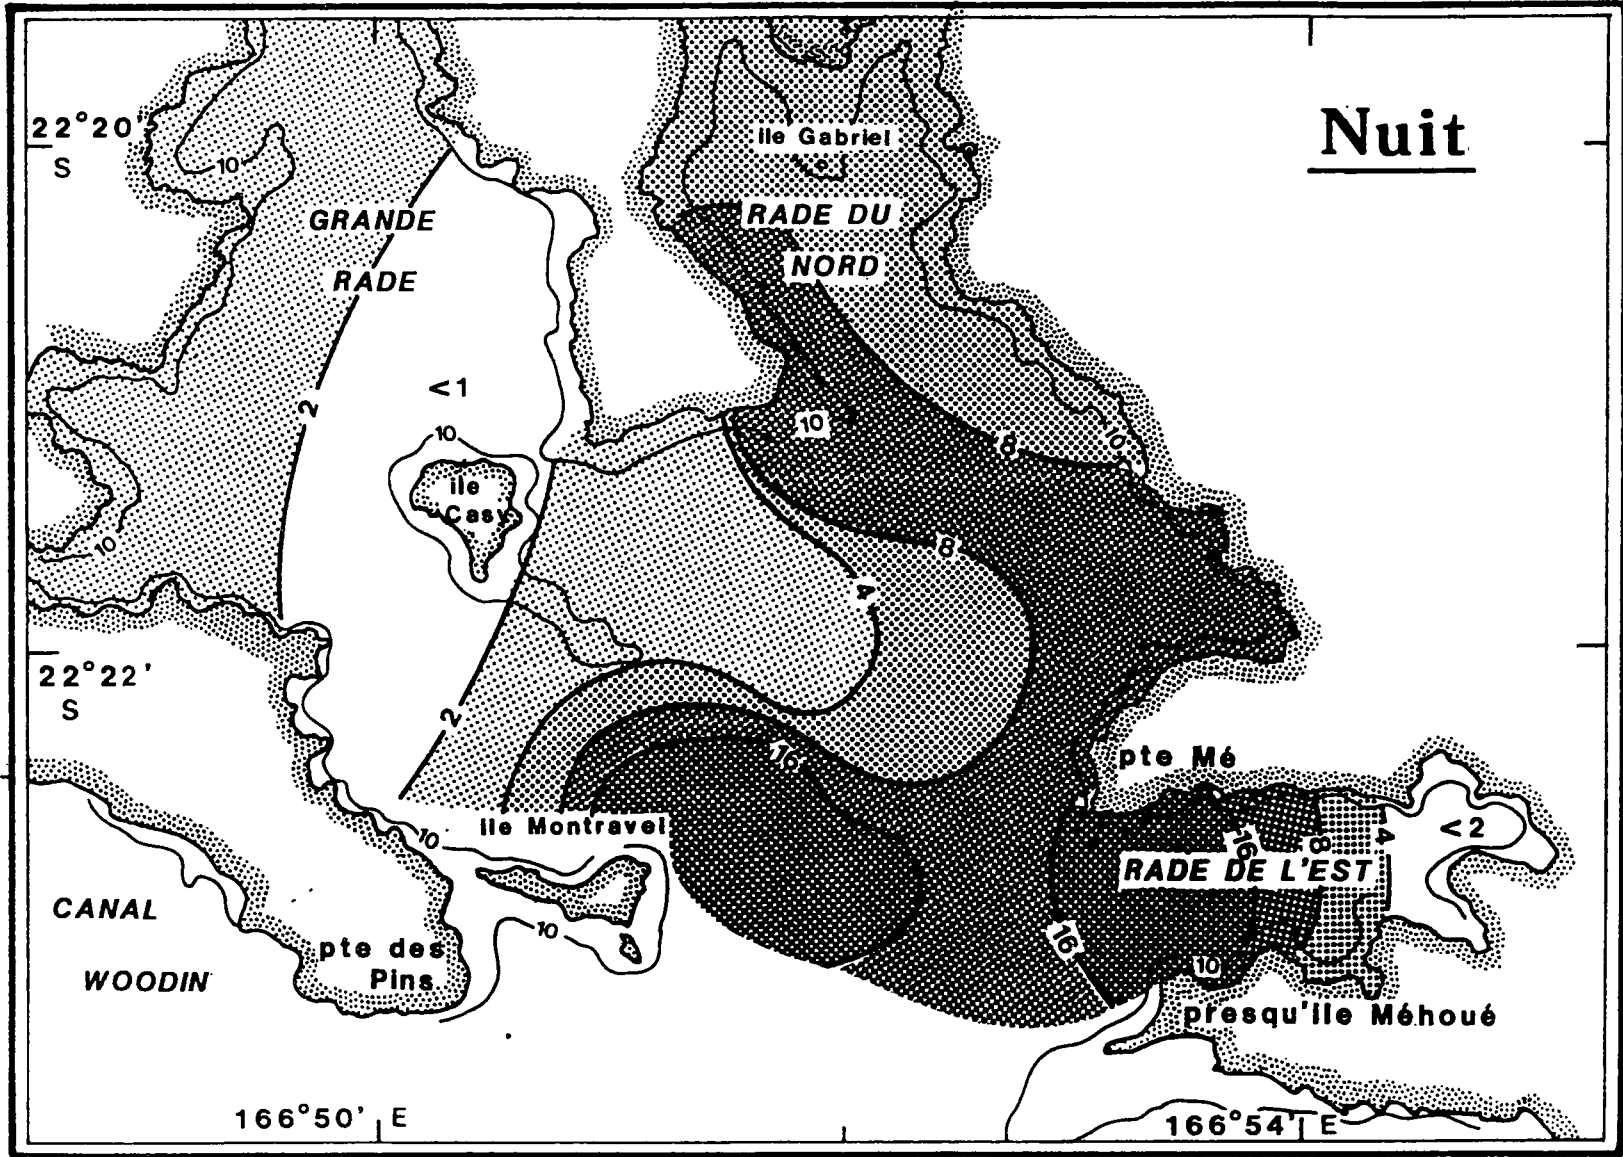 Nuit
22°20'
S
ile Gabriel
10
GRANDE
RADE
RADE DU
NORD
<1
2
10
10
8
10
ile
Casy
10
8
4
22°22'
S
2
16
pte Mé
ile Montravel
10
<2
4
8
16
RADE DE L'EST
CANAL
WOODIN
10
pte des
Pins
16
10
presqu'ile Méhoué
166°50' E
166°54' E